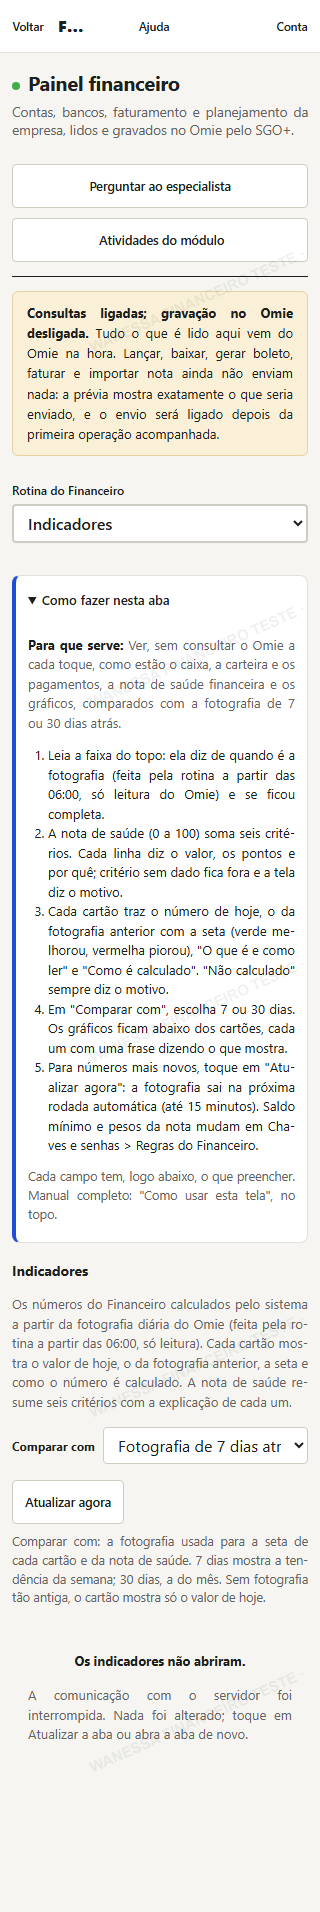 Voltar F... Ajuda Conta
Painel financeiro
Contas, bancos, faturamento e planejamento da
empresa, lidos e gravados no Omie pelo SGO+.
Perguntar ao especialista
Atividades do módulo
Consultas ligadas; gravação no Omie
desligada. Tudo o que é lido aqui vem do
Omie na hora. Lançar, baixar, gerar boleto,
faturar e importar nota ainda não enviam
nada: a prévia mostra exatamente o que seria
enviado, e o envio será ligado depois da
primeira operação acompanhada.
Rotina do Financeiro
Indicadores
▼ Como fazer nesta aba
Para que serve: Ver, sem consultar o Omie a
cada toque, como estão o caixa, a carteira e os
pagamentos, a nota de saúde financeira e os
gráficos, comparados com a fotografia de 7
ou 30 dias atrás.
1. Leia a faixa do topo: ela diz de quando é a
fotografia (feita pela rotina a partir das
06:00, só leitura do Omie) e se ficou
completa.
2. A nota de saúde (0 a 100) soma seis crité-
rios. Cada linha diz o valor, os pontos e
por quê; critério sem dado fica fora e a tela
diz o motivo.
3. Cada cartão traz o número de hoje, o da
fotografia anterior com a seta (verde me-
lhorou, vermelha piorou), "O que é e como
ler" e "Como é calculado". "Não calculado"
sempre diz o motivo.
4. Em "Comparar com", escolha 7 ou 30 dias.
Os gráficos ficam abaixo dos cartões, cada
um com uma frase dizendo o que mostra.
5. Para números mais novos, toque em "Atu-
alizar agora": a fotografia sai na próxima
rodada automática (até 15 minutos). Saldo
mínimo e pesos da nota mudam em Cha-
ves e senhas > Regras do Financeiro.
Cada campo tem, logo abaixo, o que preencher.
Manual completo: "Como usar esta tela", no
topo.
Indicadores
Os números do Financeiro calculados pelo sistema
a partir da fotografia diária do Omie (feita pela ro-
tina a partir das 06:00, só leitura). Cada cartão mos-
tra o valor de hoje, o da fotografia anterior, a seta e
como o número é calculado. A nota de saúde re-
sume seis critérios com a explicação de cada um.
Comparar com Fotografia de 7 dias atr
Atualizar agora
Comparar com: a fotografia usada para a seta de
cada cartão e da nota de saúde. 7 dias mostra a ten-
dência da semana; 30 dias, a do mês. Sem fotografia
tão antiga, o cartão mostra só o valor de hoje.
Os indicadores não abriram.
A comunicação com o servidor foi
interrompida. Nada foi alterado; toque em
Atualizar a aba ou abra a aba de novo.